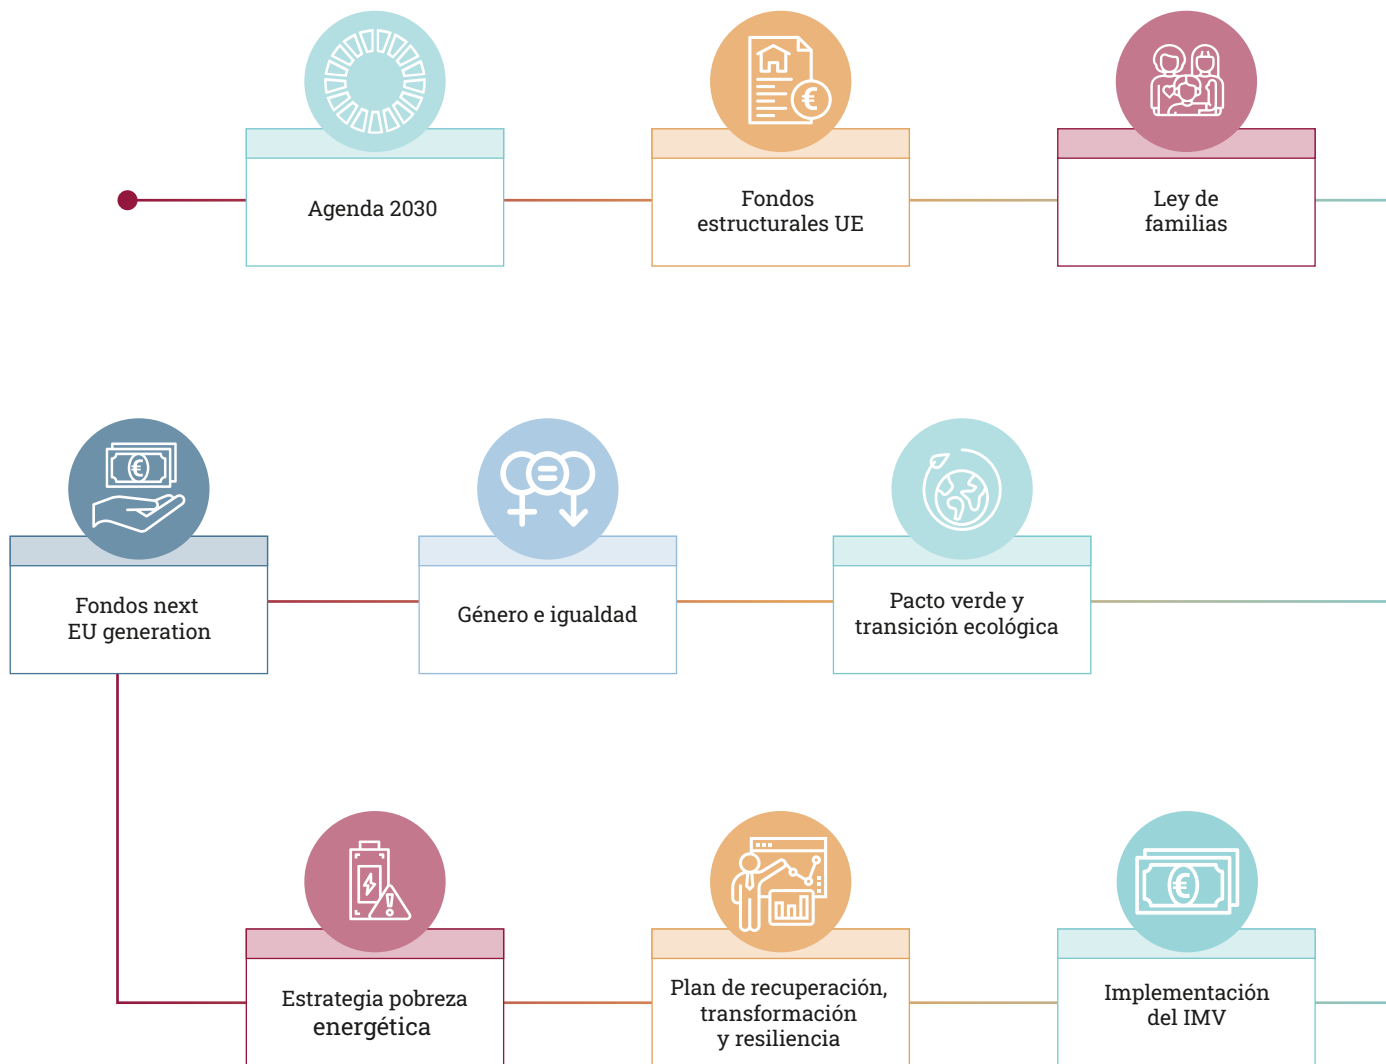 Agenda 2030
Fondos
estructurales UE
Ley de
familias
Fondos next
EU generation
Género e igualdad
Pacto verde y
transición ecológica
Estrategia pobreza
energética
Plan de recuperación,
transformación
y resiliencia
Implementación
del IMV